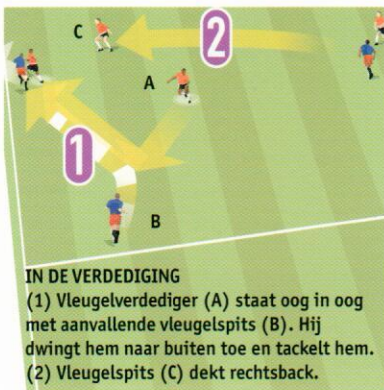 C
2
A
1
B
IN DE VERDEDIGING
(1) Vleugelverdediger (A) staat oog in oog
met aanvallende vleugelspits (B). Hij
dwingt hem naar buiten toe en tackelt hem.
(2) Vleugelspits (C) dekt rechtsback.